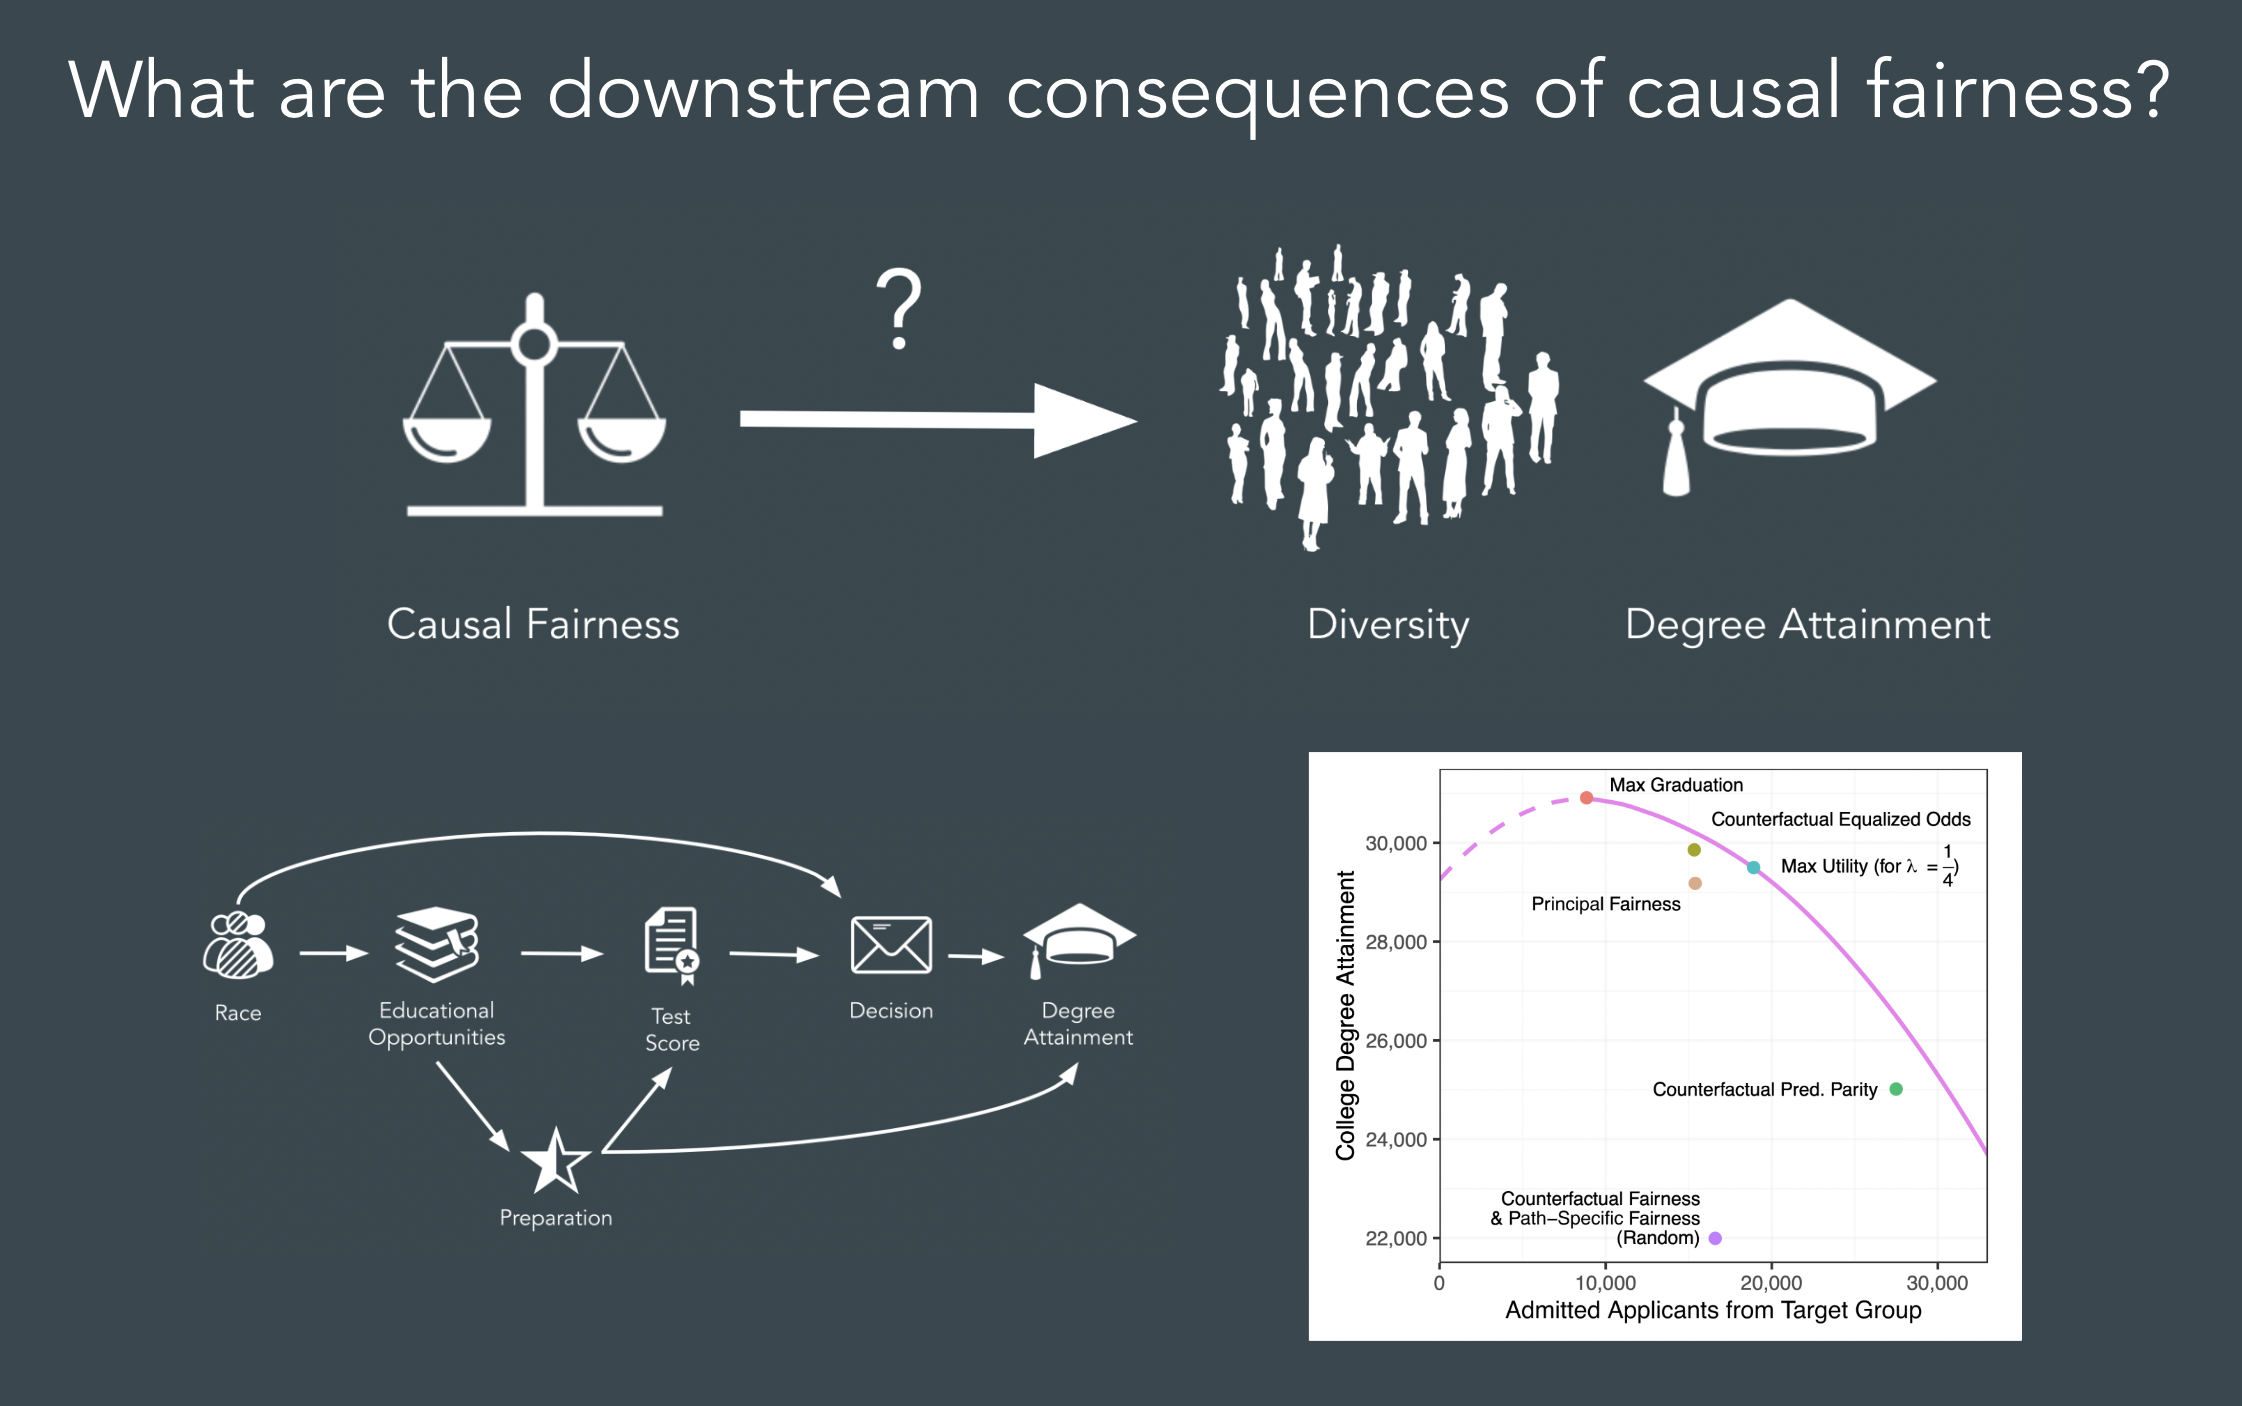 What are the downstream consequences of causal fairness?
?
Causal Fairness
Diversity
Degree Attainment
Race
Educational
Opportunities
Test
Score
Decision
Degree
Attainment
Preparation
Max Graduation
Counterfactual Equalized Odds
Max Utility (for λ = 1/4)
Principal Fairness
Counterfactual Pred. Parity
Counterfactual Fairness
& Path–Specific Fairness
(Random)
College Degree Attainment
30,000
28,000
26,000
24,000
22,000
0
10,000
20,000
30,000
Admitted Applicants from Target Group